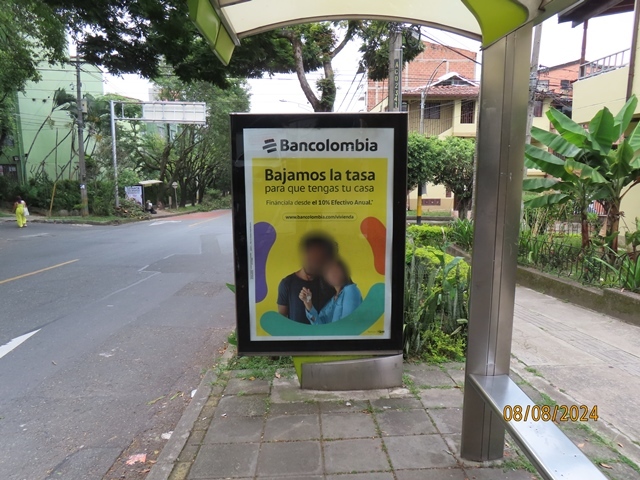 Bancolombia
Bajamos la tasa
para que tengas tu casa
Fináncialа desde el 10% Efectivo Anual.*
www.bancolombia.com/vivienda
08/08/2024